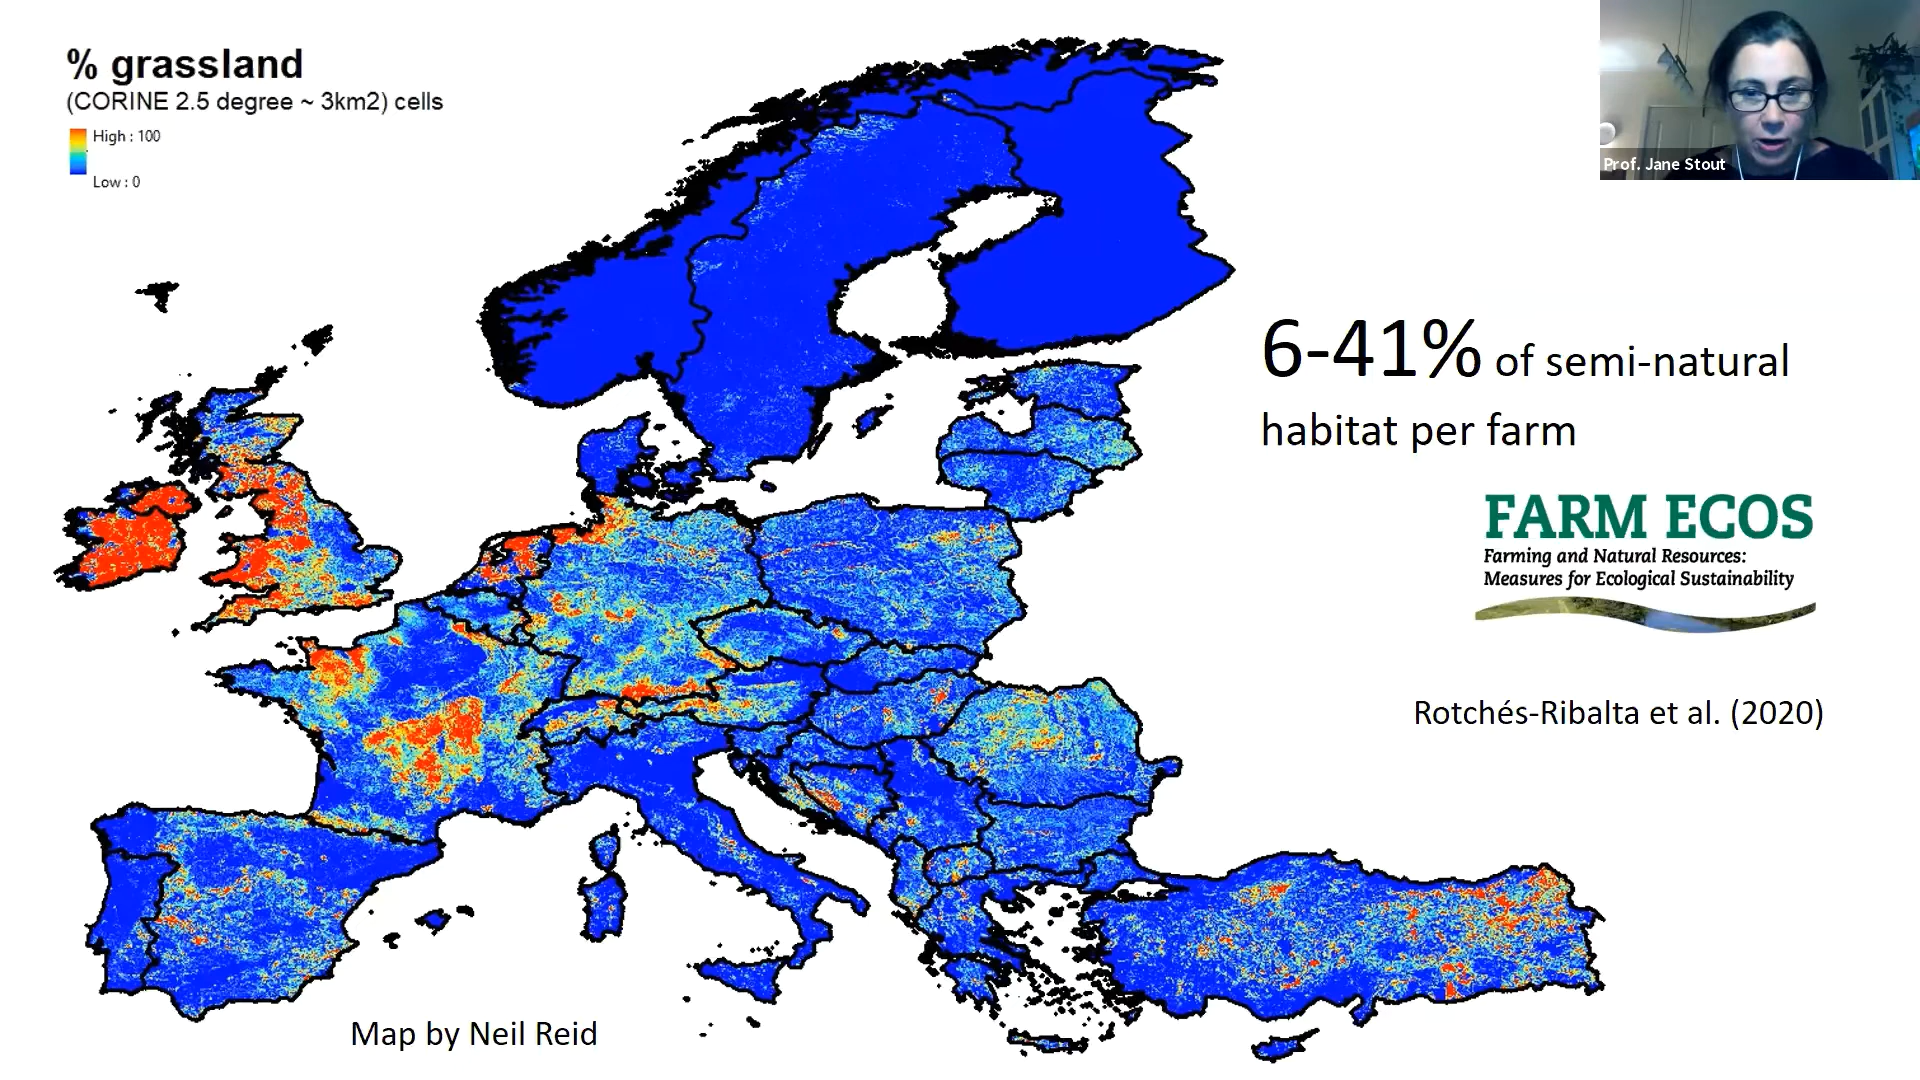 % grassland
(CORINE 2.5 degree ~ 3km2) cells
High : 100
Low : 0
Prof. Jane Stout
6-41% of semi-natural
habitat per farm
FARM ECOS
Farming and Natural Resources:
Measures for Ecological Sustainability
Rotchés-Ribalta et al. (2020)
Map by Neil Reid